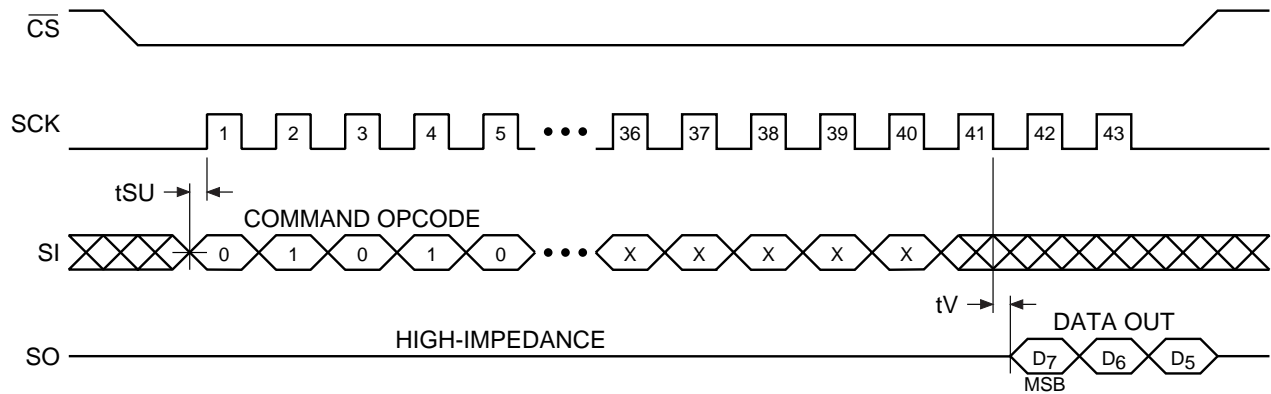 CS
SCK 1 2 3 4 5 ••• 36 37 38 39 40 41 42 43
tSU
COMMAND OPCODE
SI 0 1 0 1 0 ••• X X X X X
tV
HIGH-IMPEDANCE
DATA OUT
SO D7 D6 D5
MSB